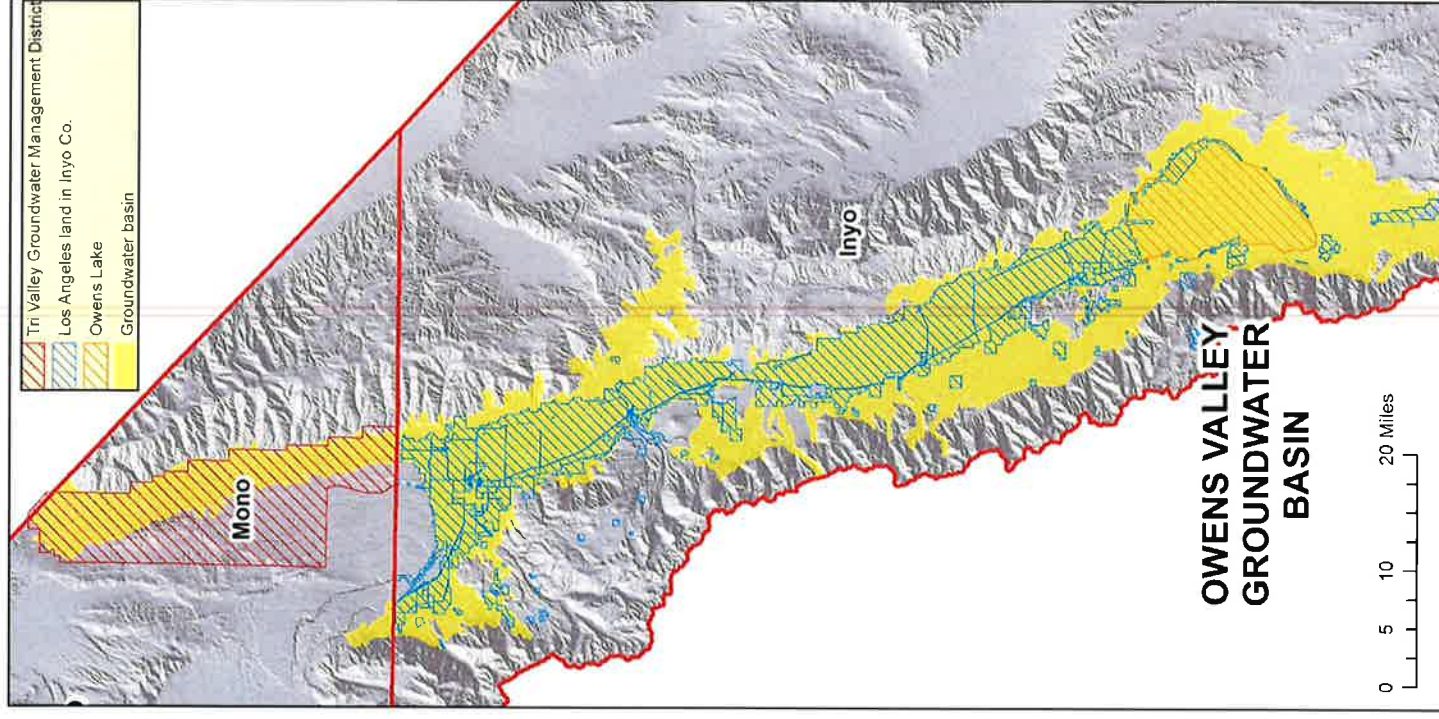 Tri Valley Groundwater Management District
Los Angeles land in Inyo Co.
Owens Lake
Groundwater basin
Mono
Inyo
OWENS VALLEY
GROUNDWATER
BASIN
0 5 10 20 Miles